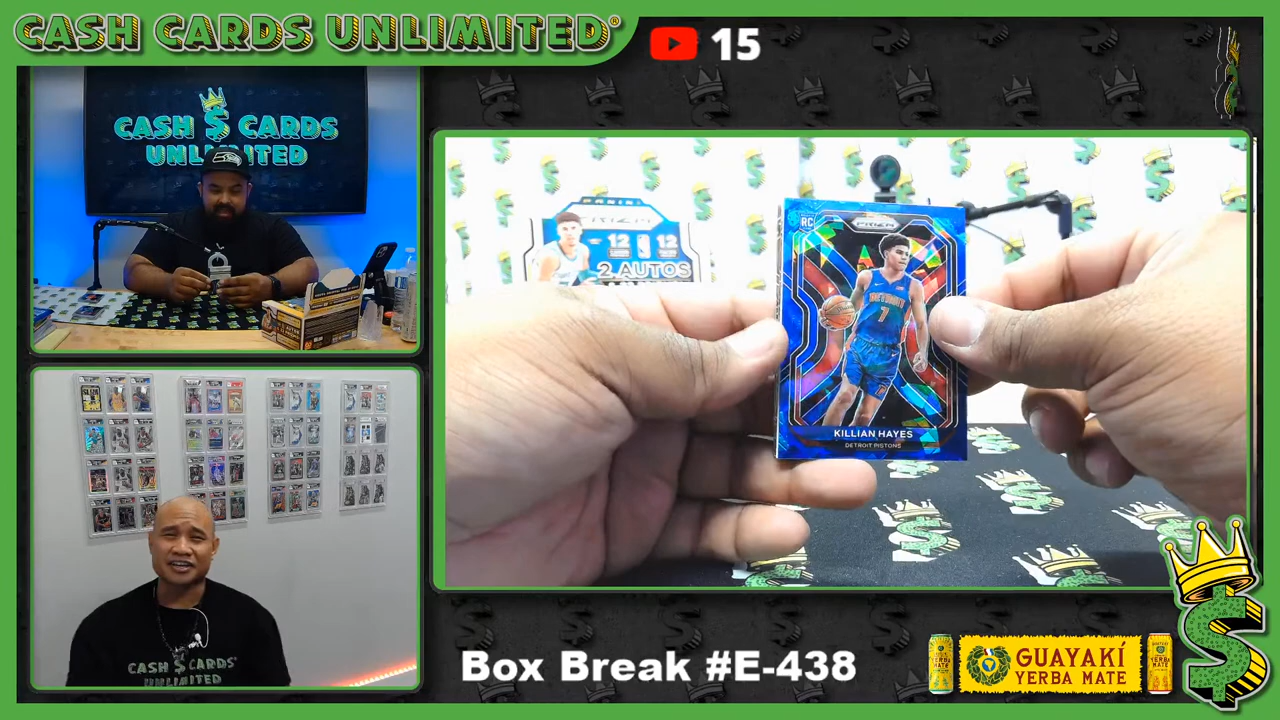 CASH CARDS UNLIMITED®
15
CASH $ CARDS
UNLIMITED
PANINI
PRIZM
12
12
2 AUTOS
RC
PRIZM
DETROIT
7
KILLIAN HAYES
DETROIT PISTONS
CASH $ CARDS
UNLIMITED
Box Break #E-438
GUAYAKÍ
YERBA MATE